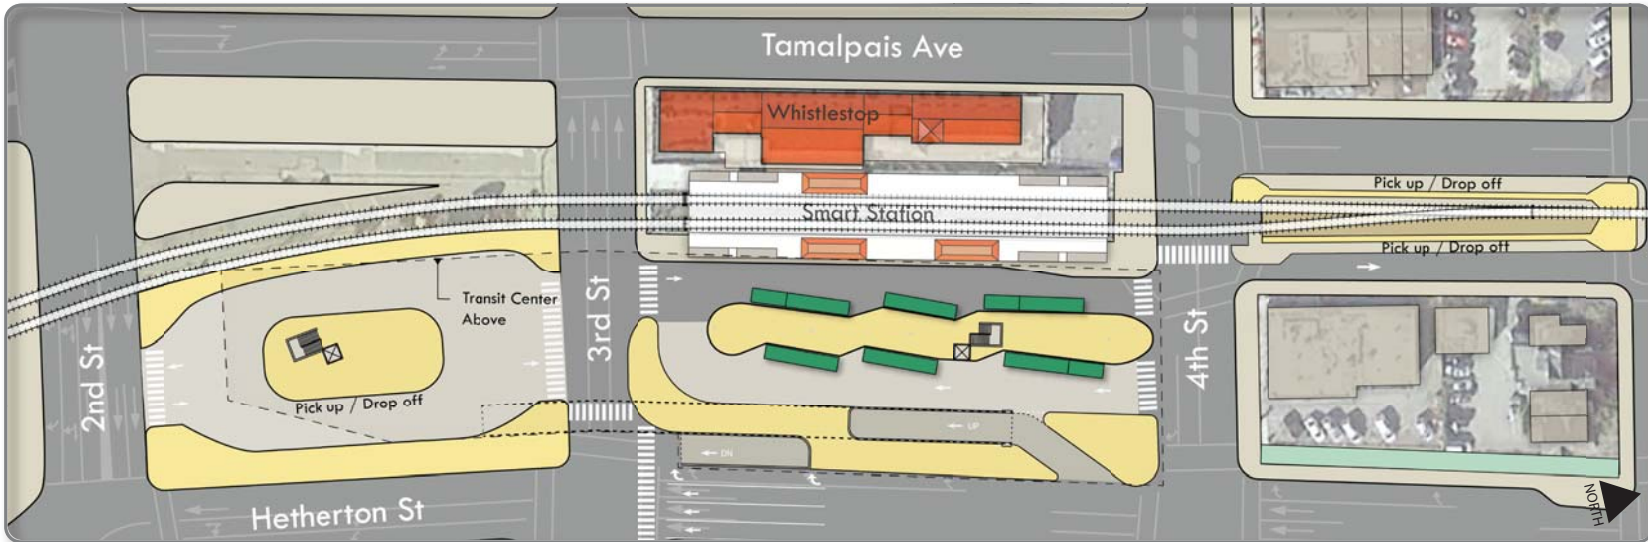 Tamalpais Ave
Whistlestop
Pick up / Drop off
Smart Station
Pick up / Drop off
Transit Center
Above
3rd St
4th St
2nd St
Pick up / Drop off
UP
DN
Hetherton St
NORTH